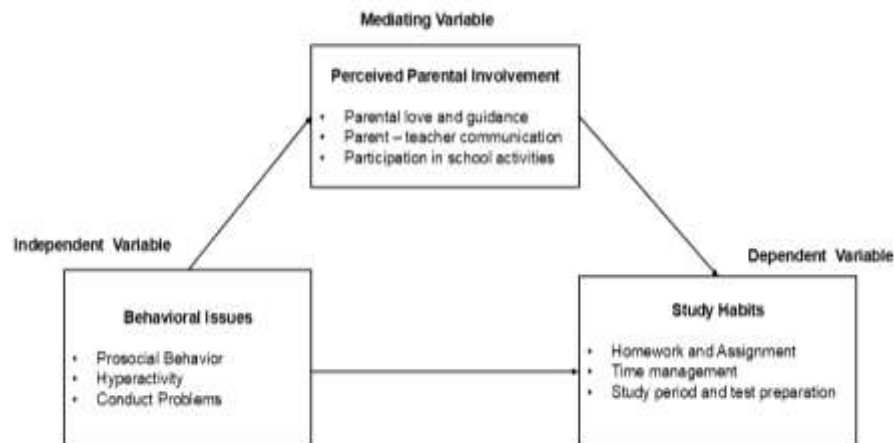 Mediating Variable
Perceived Parental Involvement
• Parental love and guidance
• Parent – teacher communication
• Participation in school activities
Independent Variable
Behavioral Issues
• Prosocial Behavior
• Hyperactivity
• Conduct Problems
Dependent Variable
Study Habits
• Homework and Assignment
• Time management
• Study period and test preparation